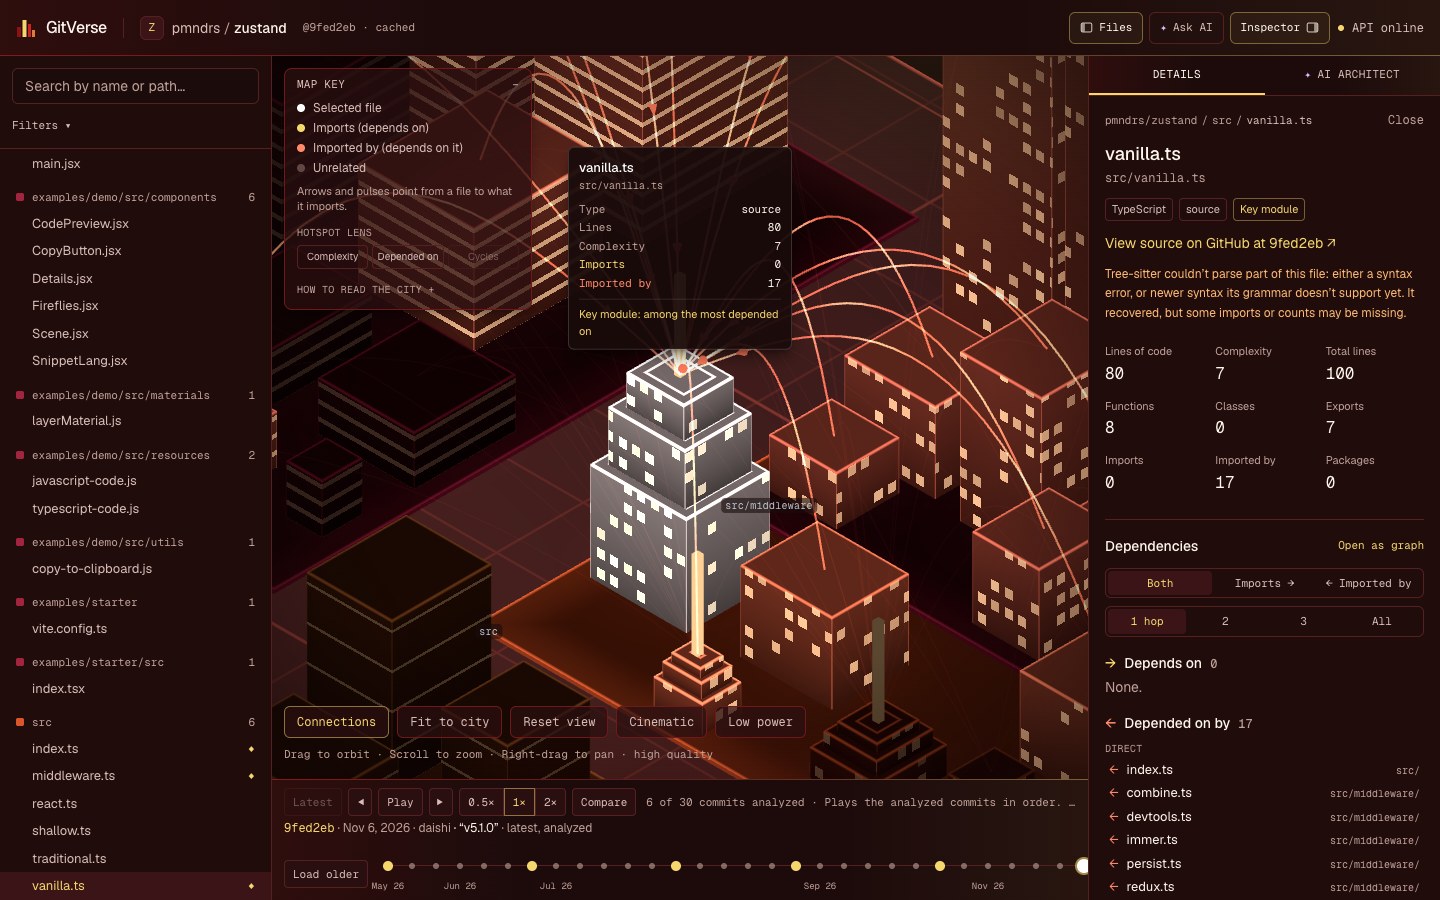 GitVerse
Z pmndrs / zustand @9fed2eb · cached
Files
✦ Ask AI
Inspector
API online
Search by name or path…
Filters ▾
main.jsx
examples/demo/src/components 6
CodePreview.jsx
CopyButton.jsx
Details.jsx
Fireflies.jsx
Scene.jsx
SnippetLang.jsx
examples/demo/src/materials 1
layerMaterial.js
examples/demo/src/resources 2
javascript-code.js
typescript-code.js
examples/demo/src/utils 1
copy-to-clipboard.js
examples/starter 1
vite.config.ts
examples/starter/src 1
index.tsx
src 6
index.ts ♦
middleware.ts ♦
react.ts
shallow.ts
traditional.ts
vanilla.ts ♦
MAP KEY −
Selected file
Imports (depends on)
Imported by (depends on it)
Unrelated
Arrows and pulses point from a file to what
it imports.
HOTSPOT LENS
Complexity Depended on Cycles
HOW TO READ THE CITY +
vanilla.ts
src/vanilla.ts
Type source
Lines 80
Complexity 7
Imports 0
Imported by 17
Key module: among the most depended
on
src/middleware
src
Connections Fit to city Reset view Cinematic Low power
Drag to orbit · Scroll to zoom · Right-drag to pan · high quality
Latest ◀ Play ▶ 0.5× 1× 2× Compare 6 of 30 commits analyzed · Plays the analyzed commits in order. …
9fed2eb · Nov 6, 2026 · daishi · “v5.1.0” · latest, analyzed
Load older
May 26 Jun 26 Jul 26 Sep 26 Nov 26
DETAILS
✦ AI ARCHITECT
pmndrs/zustand / src / vanilla.ts Close
vanilla.ts
src/vanilla.ts
TypeScript source Key module
View source on GitHub at 9fed2eb ↗
Tree-sitter couldn’t parse part of this file: either a syntax
error, or newer syntax its grammar doesn’t support yet. It
recovered, but some imports or counts may be missing.
Lines of code Complexity Total lines
80 7 100
Functions Classes Exports
8 0 7
Imports Imported by Packages
0 17 0
Dependencies Open as graph
Both Imports → ← Imported by
1 hop 2 3 All
→ Depends on 0
None.
← Depended on by 17
DIRECT
← index.ts src/
← combine.ts src/middleware/
← devtools.ts src/middleware/
← immer.ts src/middleware/
← persist.ts src/middleware/
← redux.ts src/middleware/